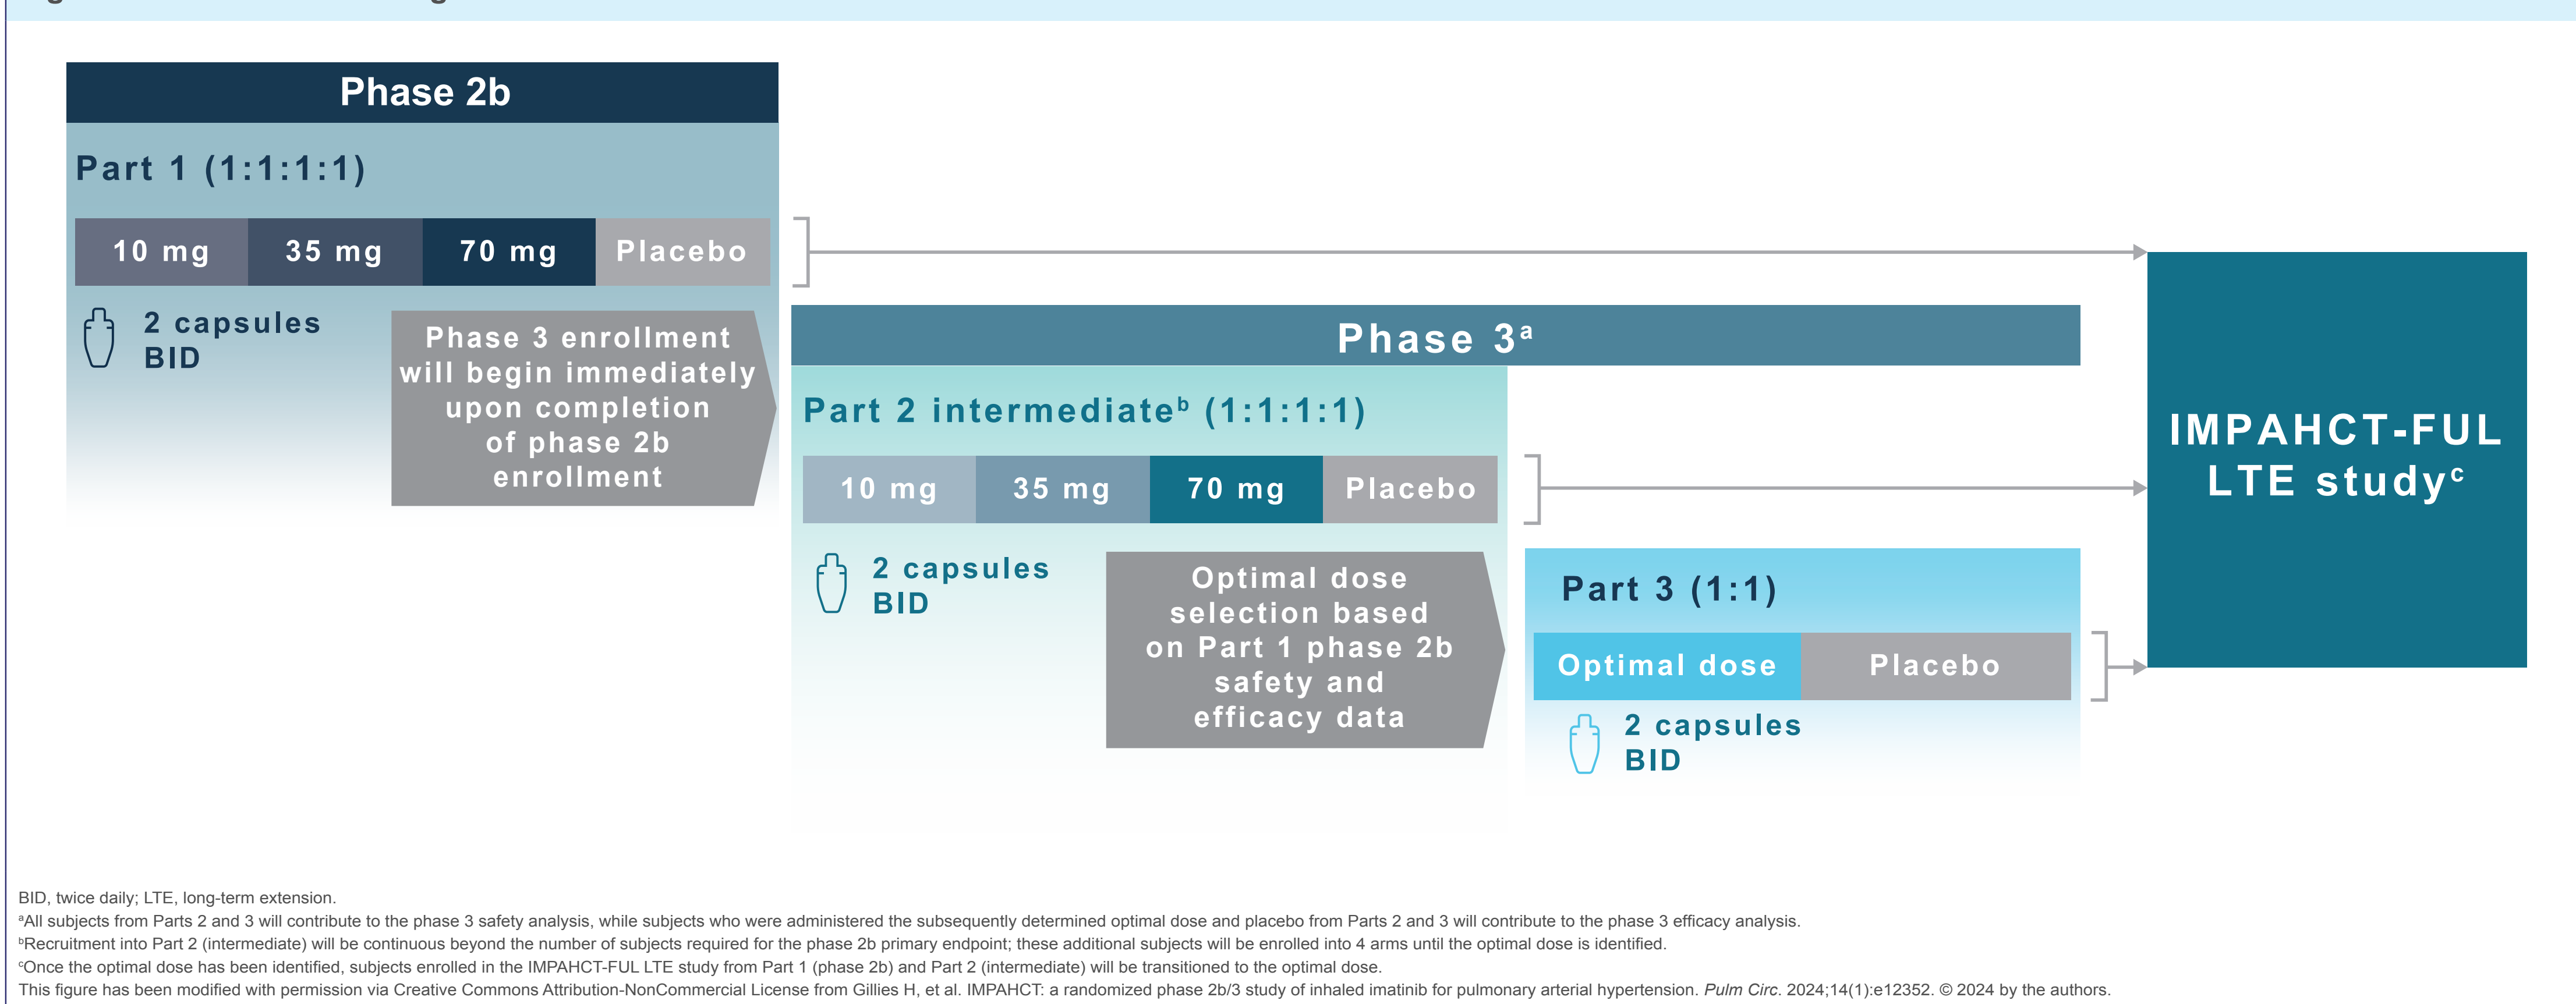 Phase 2b
Part 1 (1:1:1:1)
10 mg 35 mg 70 mg Placebo
2 capsules
BID
Phase 3 enrollment
will begin immediately
upon completion
of phase 2b
enrollment
Phase 3ᵃ
Part 2 intermediateᵇ (1:1:1:1)
10 mg 35 mg 70 mg Placebo
2 capsules
BID
Optimal dose
selection based
on Part 1 phase 2b
safety and
efficacy data
Part 3 (1:1)
Optimal dose Placebo
2 capsules
BID
IMPAHCT-FUL
LTE studyᶜ
BID, twice daily; LTE, long-term extension.
ᵃAll subjects from Parts 2 and 3 will contribute to the phase 3 safety analysis, while subjects who were administered the subsequently determined optimal dose and placebo from Parts 2 and 3 will contribute to the phase 3 efficacy analysis.
ᵇRecruitment into Part 2 (intermediate) will be continuous beyond the number of subjects required for the phase 2b primary endpoint; these additional subjects will be enrolled into 4 arms until the optimal dose is identified.
ᶜOnce the optimal dose has been identified, subjects enrolled in the IMPAHCT-FUL LTE study from Part 1 (phase 2b) and Part 2 (intermediate) will be transitioned to the optimal dose.
This figure has been modified with permission via Creative Commons Attribution-NonCommercial License from Gillies H, et al. IMPAHCT: a randomized phase 2b/3 study of inhaled imatinib for pulmonary arterial hypertension. Pulm Circ. 2024;14(1):e12352. © 2024 by the authors.